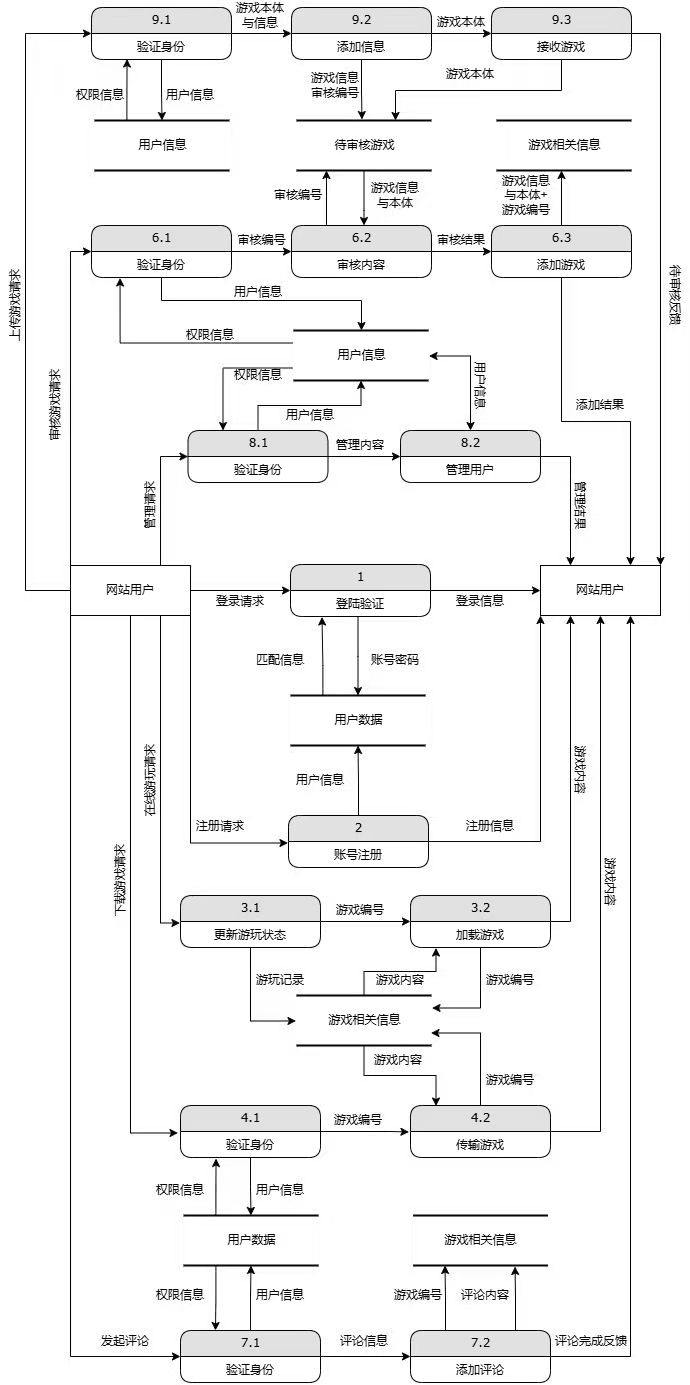 9.1
验证身份
游戏本体
与信息
9.2
添加信息
游戏本体
9.3
接收游戏
权限信息
用户信息
游戏信息
审核编号
游戏本体
用户信息
待审核游戏
游戏相关信息
审核编号
游戏信息
与本体
游戏信息
与本体+
游戏编号
6.1
验证身份
审核编号
6.2
审核内容
审核结果
6.3
添加游戏
上传游戏请求
待审核反馈
用户信息
权限信息
用户信息
审核游戏请求
权限信息
用户信息
用户信息
添加结果
8.1
验证身份
管理内容
8.2
管理用户
管理请求
管理结果
网站用户
登录请求
1
登陆验证
登录信息
网站用户
匹配信息
账号密码
用户数据
在线游玩请求
用户信息
游戏内容
注册请求
2
账号注册
注册信息
下载游戏请求
游戏内容
3.1
更新游玩状态
游戏编号
3.2
加载游戏
游玩记录
游戏内容
游戏编号
游戏相关信息
游戏内容
游戏编号
4.1
验证身份
游戏编号
4.2
传输游戏
权限信息
用户信息
用户数据
游戏相关信息
权限信息
用户信息
游戏编号
评论内容
发起评论
7.1
验证身份
评论信息
7.2
添加评论
评论完成反馈